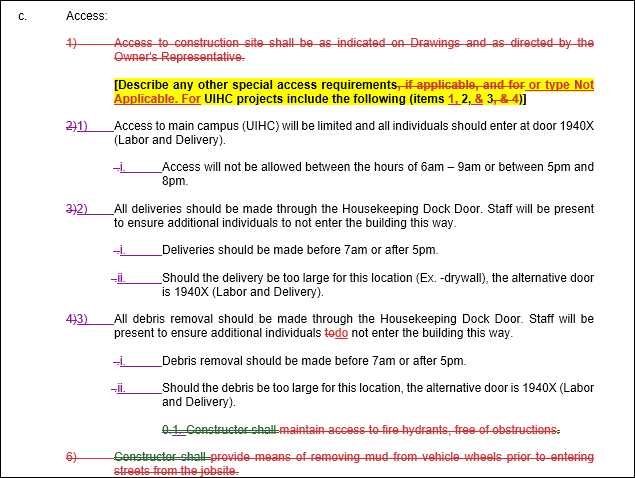 c. Access:
1) Access to construction site shall be as indicated on Drawings and as directed by the
Owner's Representative.
[Describe any other special access requirements, if applicable, and for or type Not
Applicable. For UIHC projects include the following (items 1, 2, & 3, & 4)]
2)1) Access to main campus (UIHC) will be limited and all individuals should enter at door 1940X
(Labor and Delivery).
-i. Access will not be allowed between the hours of 6am – 9am or between 5pm and
8pm.
3)2) All deliveries should be made through the Housekeeping Dock Door. Staff will be present
to ensure additional individuals to not enter the building this way.
-i. Deliveries should be made before 7am or after 5pm.
-ii. Should the delivery be too large for this location (Ex. -drywall), the alternative door
is 1940X (Labor and Delivery).
4)3) All debris removal should be made through the Housekeeping Dock Door. Staff will be
present to ensure additional individuals todo not enter the building this way.
-i. Debris removal should be made before 7am or after 5pm.
-ii. Should the debris be too large for this location, the alternative door is 1940X (Labor
and Delivery).
0.1. Constructor shall maintain access to fire hydrants, free of obstructions.
6) Constructor shall provide means of removing mud from vehicle wheels prior to entering
streets from the jobsite.